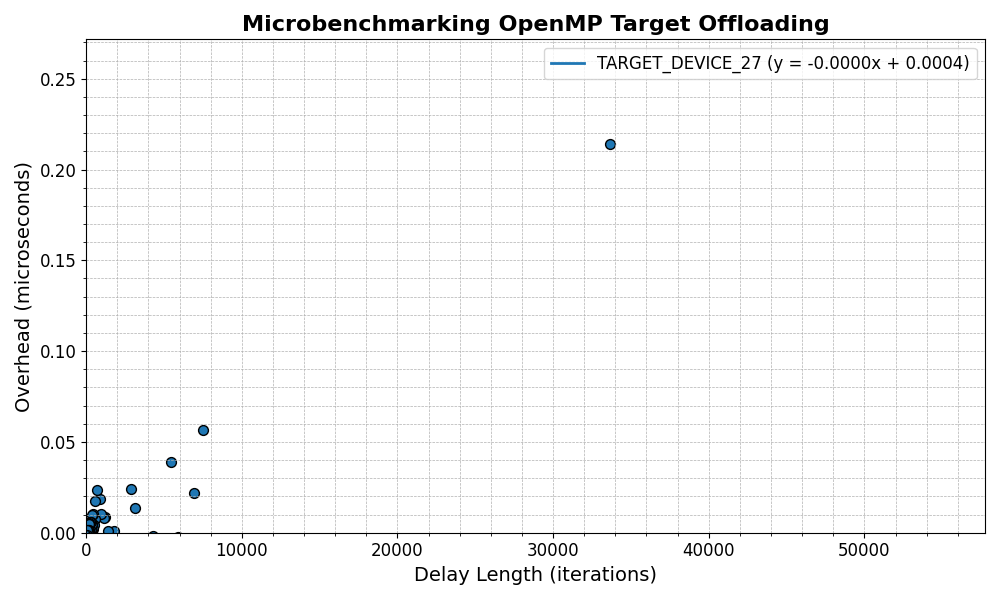 Microbenchmarking OpenMP Target Offloading
TARGET_DEVICE_27 (y = -0.0000x + 0.0004)
Overhead (microseconds)
0.25
0.20
0.15
0.10
0.05
0.00
0 10000 20000 30000 40000 50000
Delay Length (iterations)